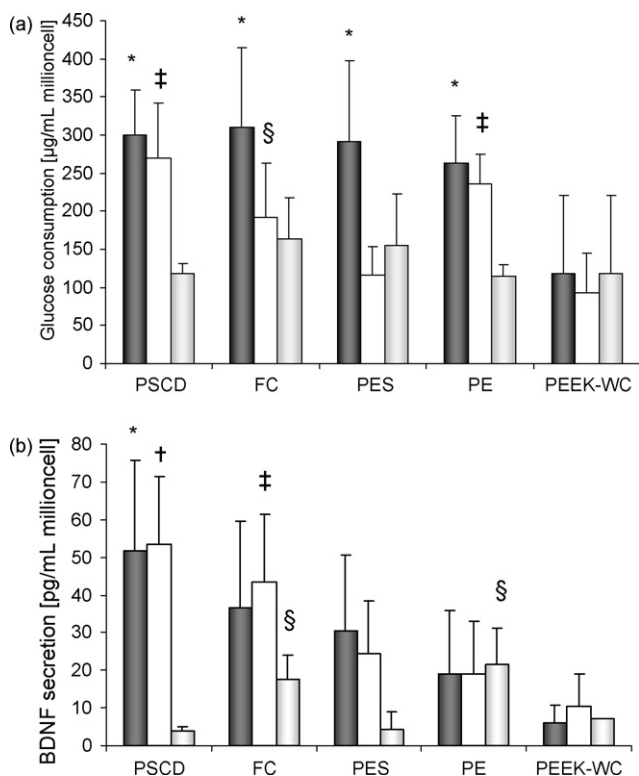 (a)
Glucose consumption [µg/mL millioncell]
450
400
350
300
250
200
150
100
50
0
* ‡ * § * * ‡
PSCD FC PES PE PEEK-WC
(b)
BDNF secretion [pg/mL millioncell]
80
70
60
50
40
30
20
10
0
* † ‡ § §
PSCD FC PES PE PEEK-WC